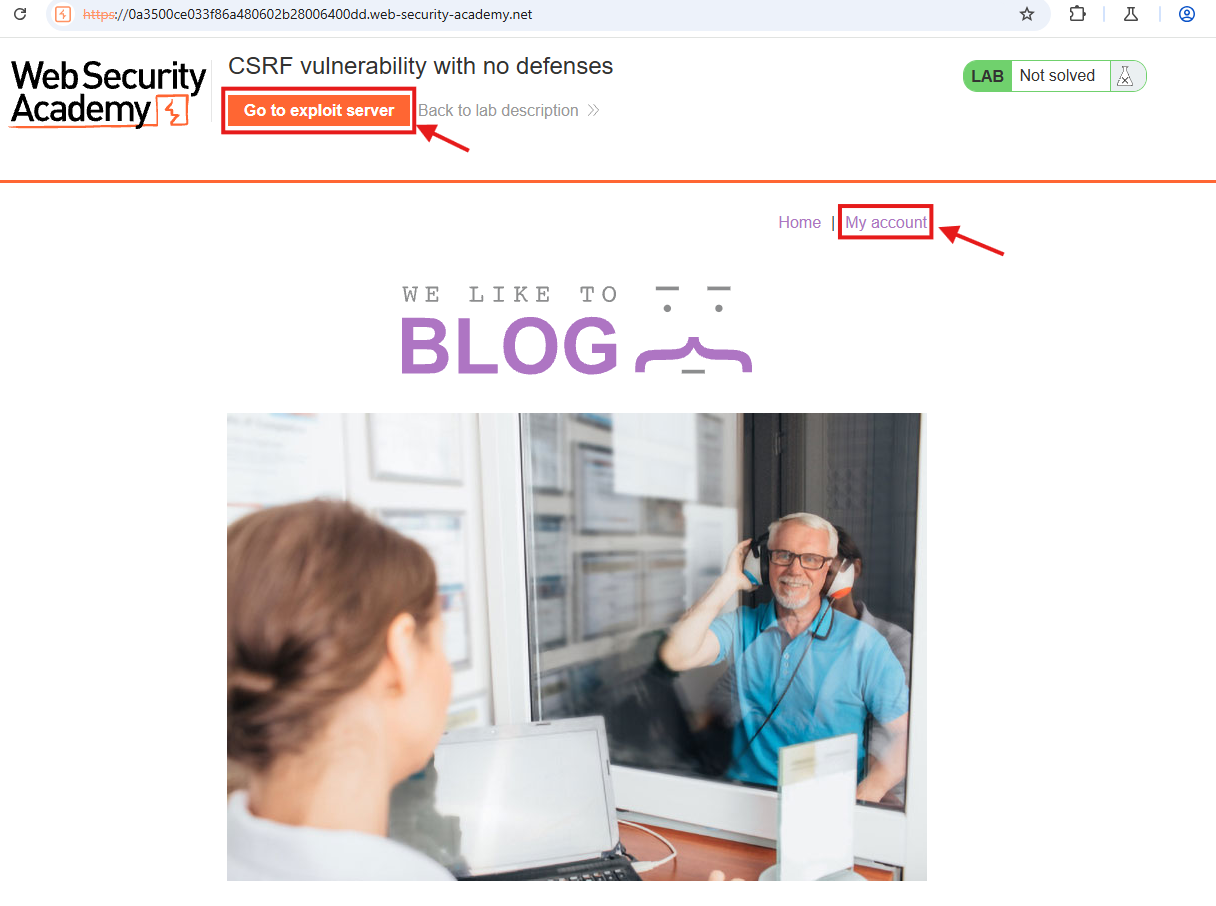 https://0a3500ce033f86a480602b28006400dd.web-security-academy.net
Web Security
Academy
CSRF vulnerability with no defenses
LAB Not solved
Go to exploit server
Back to lab description
Home | My account
WE LIKE TO
BLOG